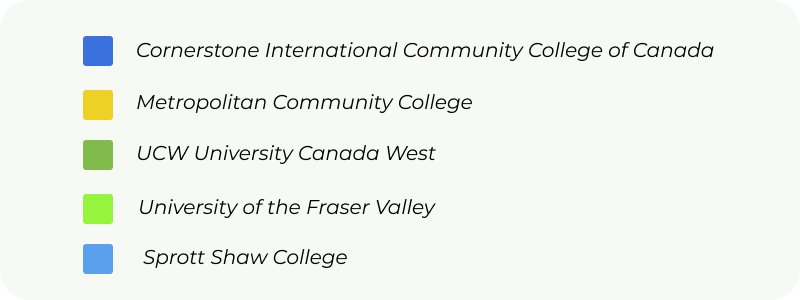 Cornerstone International Community College of Canada
Metropolitan Community College
UCW University Canada West
University of the Fraser Valley
Sprott Shaw College